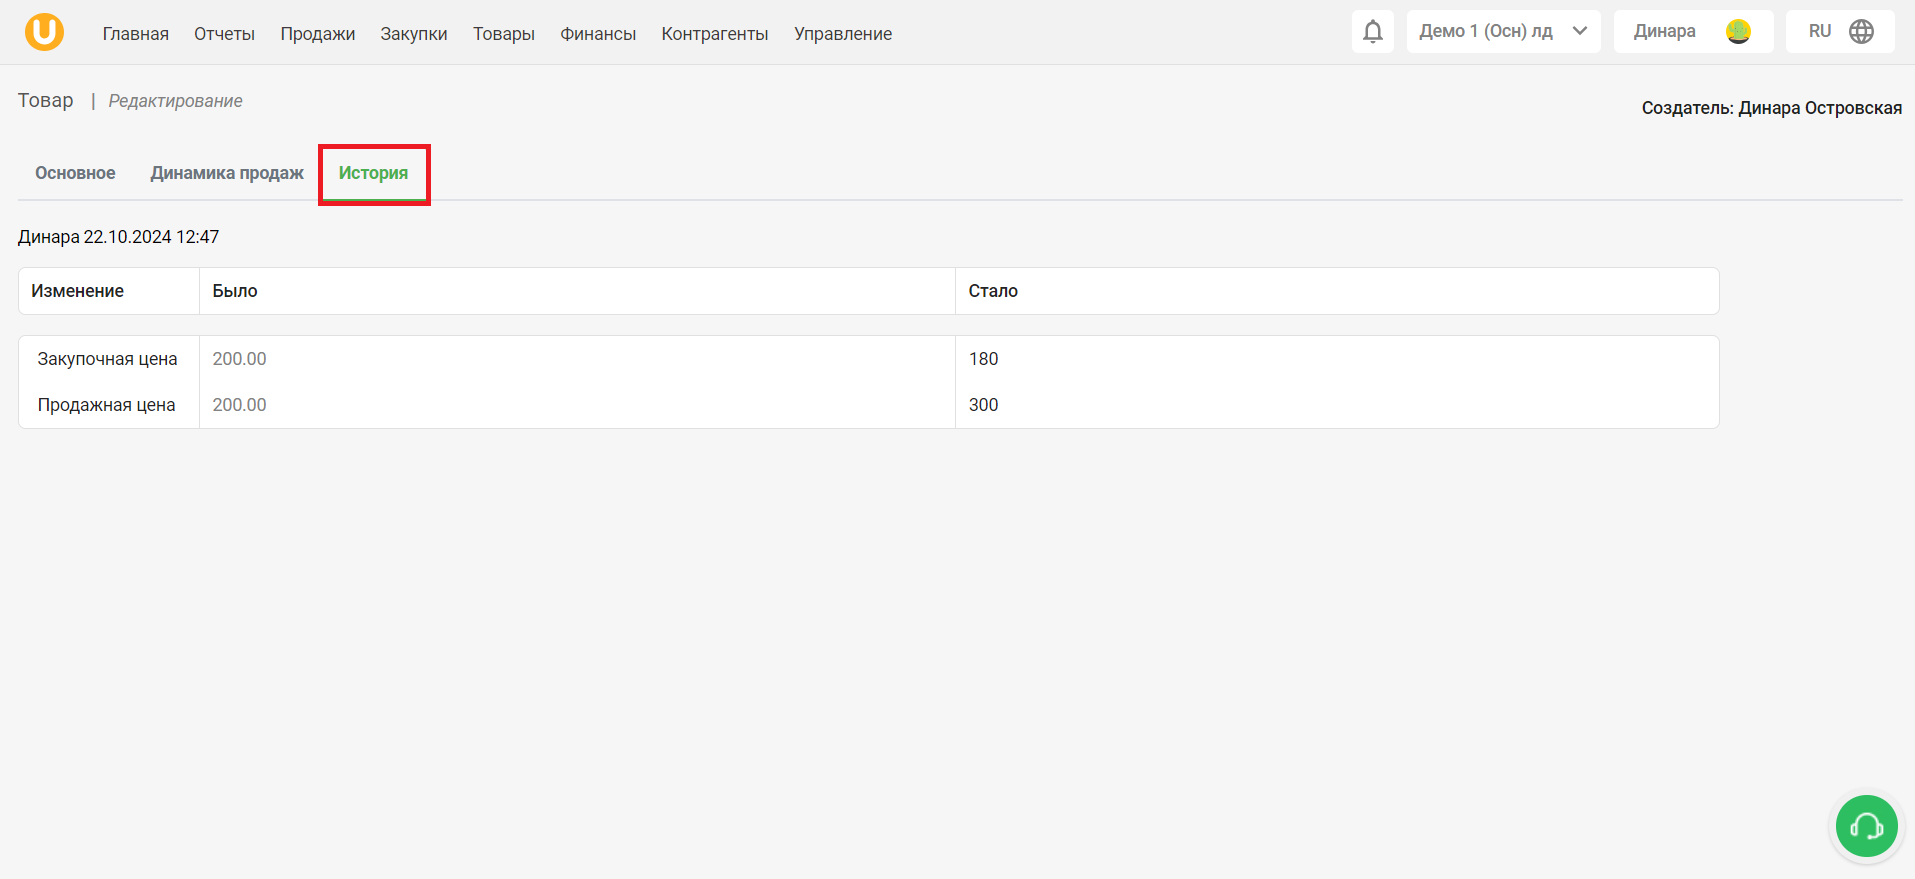 Главная Отчеты Продажи Закупки Товары Финансы Контрагенты Управление Демо 1 (Осн) лд Динара RU
Товар | Редактирование
Создатель: Динара Островская
Основное Динамика продаж История
Динара 22.10.2024 12:47
Изменение Было Стало
Закупочная цена 200.00 180
Продажная цена 200.00 300